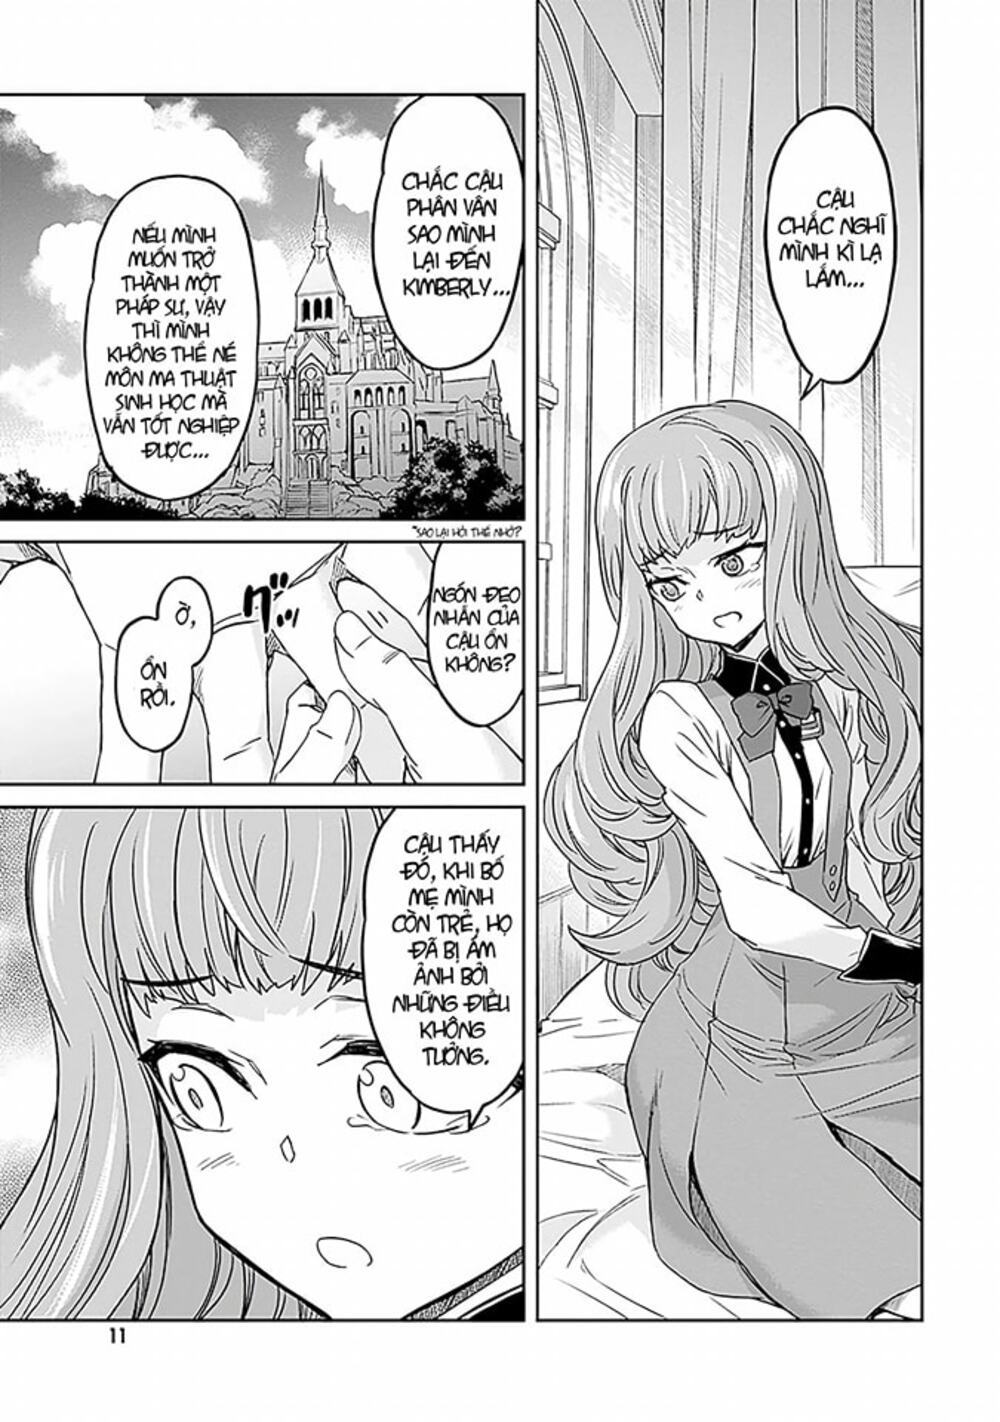 CẬU
CHẮC NGHĨ
MÌNH KÌ LẠ
LẮM...
CHẮC CẬU
PHÂN VÂN
SAO MÌNH
LẠI ĐẾN
KIMBERLY...
NẾU MÌNH
MUỐN TRỞ
THÀNH MỘT
PHÁP SƯ, VẬY
THÌ MÌNH
KHÔNG THỂ NÉ
MÔN MA THUẬT
SINH HỌC MÀ
VẪN TỐT NGHIỆP
ĐƯỢC...
*SAO LẠI HỎI THẾ NHỜ?
NGÓN ĐEO
NHẪN CỦA
CẬU ỔN
KHÔNG?
Ờ,
ỔN
RỒI.
CẬU THẤY
ĐÓ, KHI BỐ
MẸ MÌNH
CÒN TRẺ, HỌ
ĐÃ BỊ ÁM
ẢNH BỞI
NHỮNG ĐIỀU
KHÔNG
TƯỞNG.
11